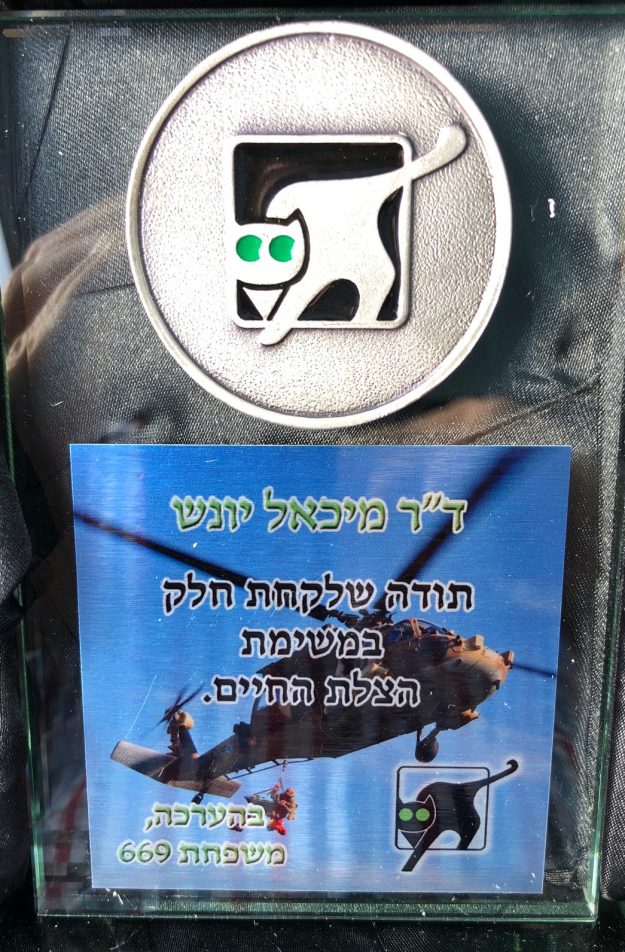 ד"ר מיכאל יונש
תודה שלקחת חלק
במשימת
הצלת החיים.
בהערכה,
משפחת 669